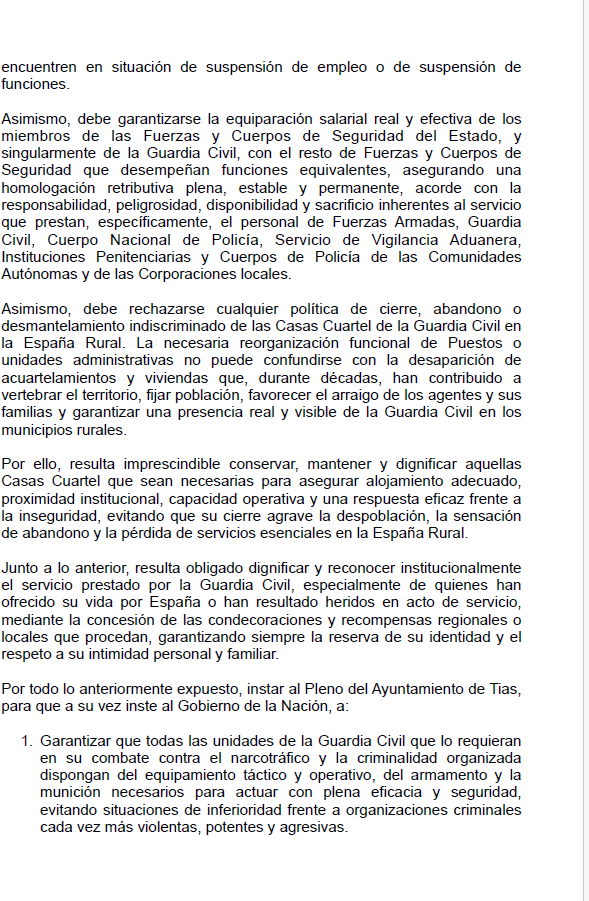 encuentren en situación de suspensión de empleo o de suspensión de
funciones.
Asimismo, debe garantizarse la equiparación salarial real y efectiva de los
miembros de las Fuerzas y Cuerpos de Seguridad del Estado, y
singularmente de la Guardia Civil, con el resto de Fuerzas y Cuerpos de
Seguridad que desempeñan funciones equivalentes, asegurando una
homologación retributiva plena, estable y permanente, acorde con la
responsabilidad, peligrosidad, disponibilidad y sacrificio inherentes al servicio
que prestan, específicamente, el personal de Fuerzas Armadas, Guardia
Civil, Cuerpo Nacional de Policía, Servicio de Vigilancia Aduanera,
Instituciones Penitenciarias y Cuerpos de Policía de las Comunidades
Autónomas y de las Corporaciones locales.
Asimismo, debe rechazarse cualquier política de cierre, abandono o
desmantelamiento indiscriminado de las Casas Cuartel de la Guardia Civil en
la España Rural. La necesaria reorganización funcional de Puestos o
unidades administrativas no puede confundirse con la desaparición de
acuartelamientos y viviendas que, durante décadas, han contribuido a
vertebrar el territorio, fijar población, favorecer el arraigo de los agentes y sus
familias y garantizar una presencia real y visible de la Guardia Civil en los
municipios rurales.
Por ello, resulta imprescindible conservar, mantener y dignificar aquellas
Casas Cuartel que sean necesarias para asegurar alojamiento adecuado,
proximidad institucional, capacidad operativa y una respuesta eficaz frente a
la inseguridad, evitando que su cierre agrave la despoblación, la sensación
de abandono y la pérdida de servicios esenciales en la España Rural.
Junto a lo anterior, resulta obligado dignificar y reconocer institucionalmente
el servicio prestado por la Guardia Civil, especialmente de quienes han
ofrecido su vida por España o han resultado heridos en acto de servicio,
mediante la concesión de las condecoraciones y recompensas regionales o
locales que procedan, garantizando siempre la reserva de su identidad y el
respeto a su intimidad personal y familiar.
Por todo lo anteriormente expuesto, instar al Pleno del Ayuntamiento de Tias,
para que a su vez inste al Gobierno de la Nación, a:
1. Garantizar que todas las unidades de la Guardia Civil que lo requieran
en su combate contra el narcotráfico y la criminalidad organizada
dispongan del equipamiento táctico y operativo, del armamento y la
munición necesarios para actuar con plena eficacia y seguridad,
evitando situaciones de inferioridad frente a organizaciones criminales
cada vez más violentas, potentes y agresivas.